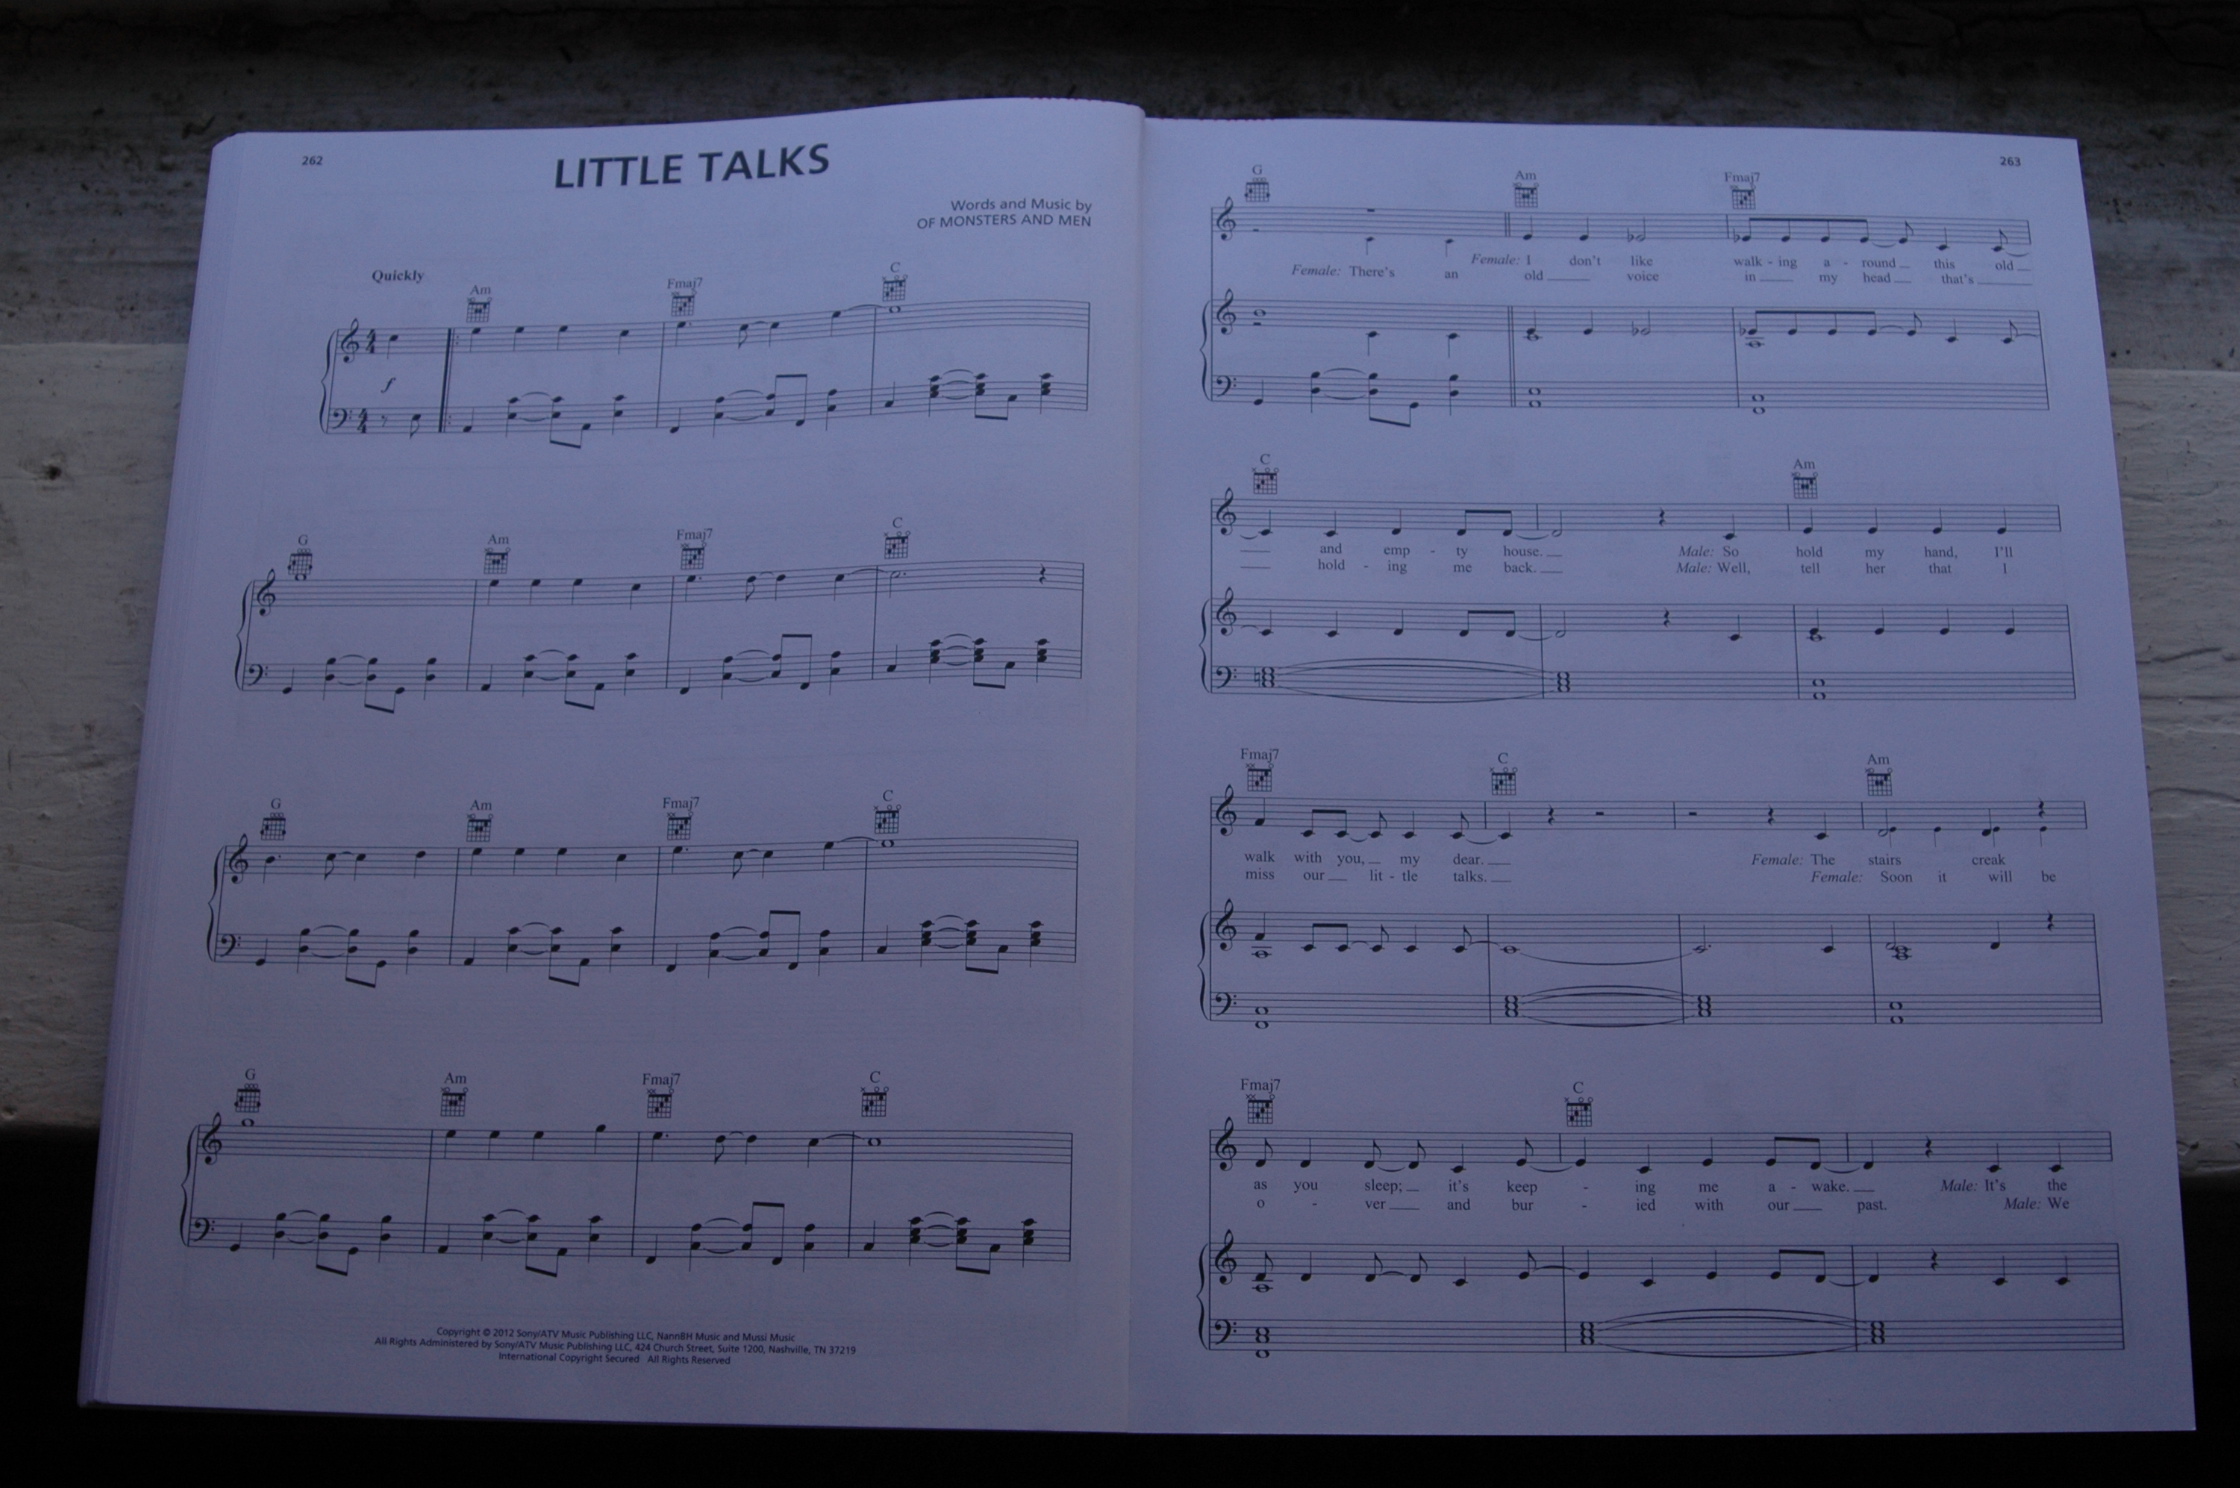 262
LITTLE TALKS
Words and Music by
OF MONSTERS AND MEN
Quickly
Am Fmaj7 C
f
G Am Fmaj7 C
G Am Fmaj7 C
G Am Fmaj7 C
Copyright © 2012 Sony/ATV Music Publishing LLC, NannBH Music and Mussi Music
All Rights Administered by Sony/ATV Music Publishing LLC, 424 Church Street, Suite 1200, Nashville, TN 37219
International Copyright Secured All Rights Reserved
263
G Am Fmaj7
Female: I don't like walk - ing a - round this old
Female: There's an old voice in my head that's
C Am
and emp - ty house. Male: So hold my hand, I'll
hold - ing me back. Male: Well, tell her that I
Fmaj7 C Am
walk with you, my dear. Female: The stairs creak
miss our lit - tle talks. Female: Soon it will be
Fmaj7 C
as you sleep; it's keep - ing me a - wake. Male: It's the
o - ver and bur - ied with our past. Male: We